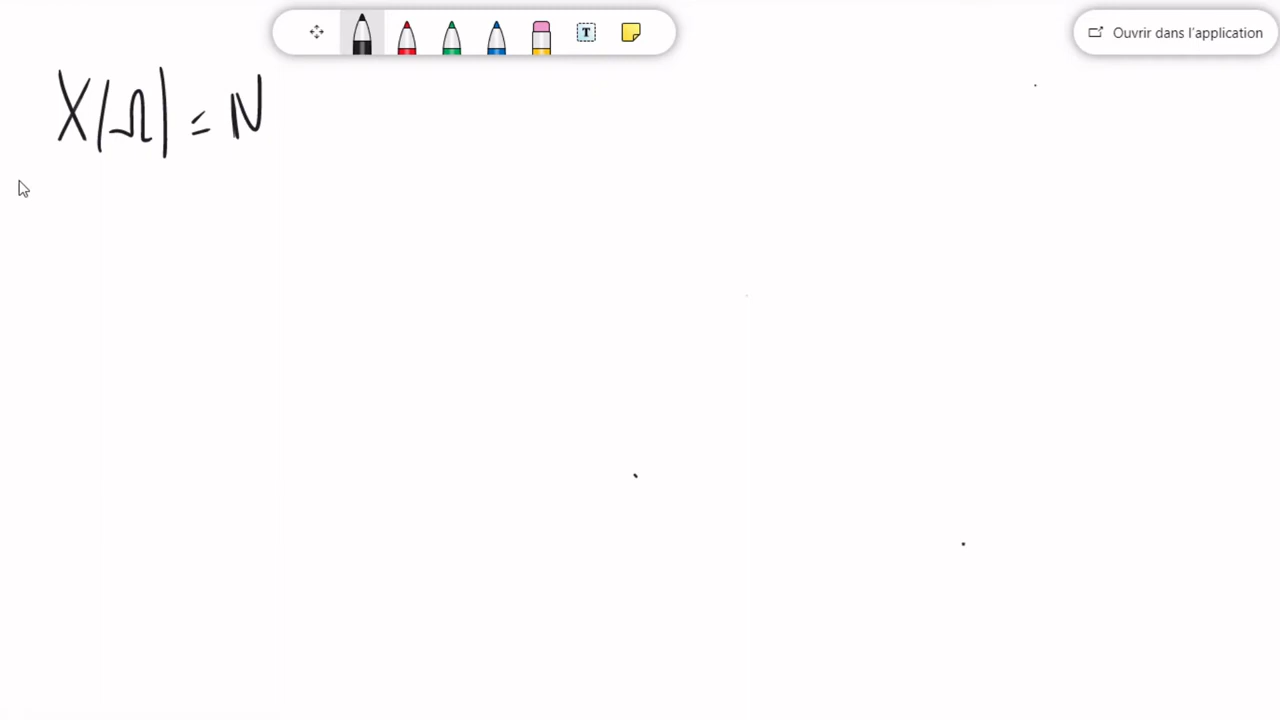 T
Ouvrir dans l'application
X(Ω) = ℕ